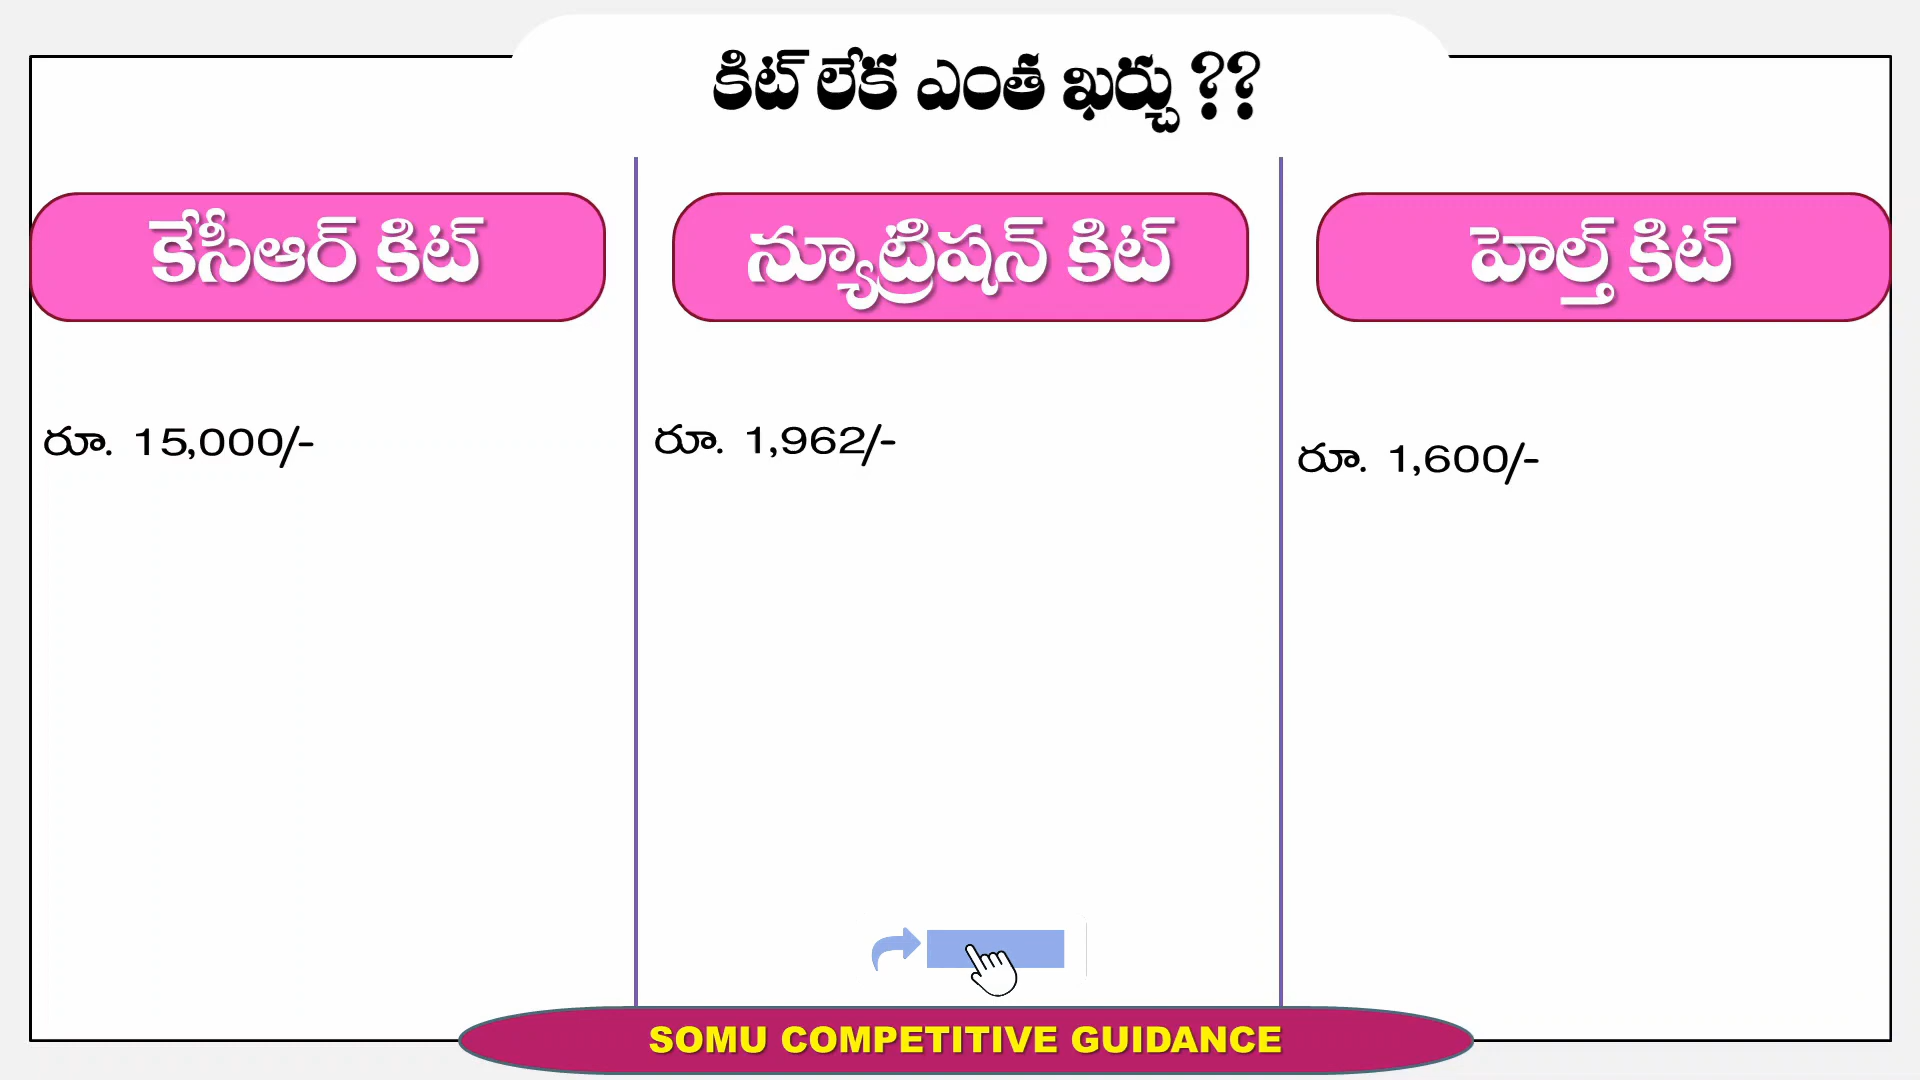 కిట్ లేక ఎంత ఖర్చు ??
కేసీఆర్ కిట్
న్యూట్రిషన్ కిట్
హెల్త్ కిట్
రూ. 15,000/-
రూ. 1,962/-
రూ. 1,600/-
SOMU COMPETITIVE GUIDANCE